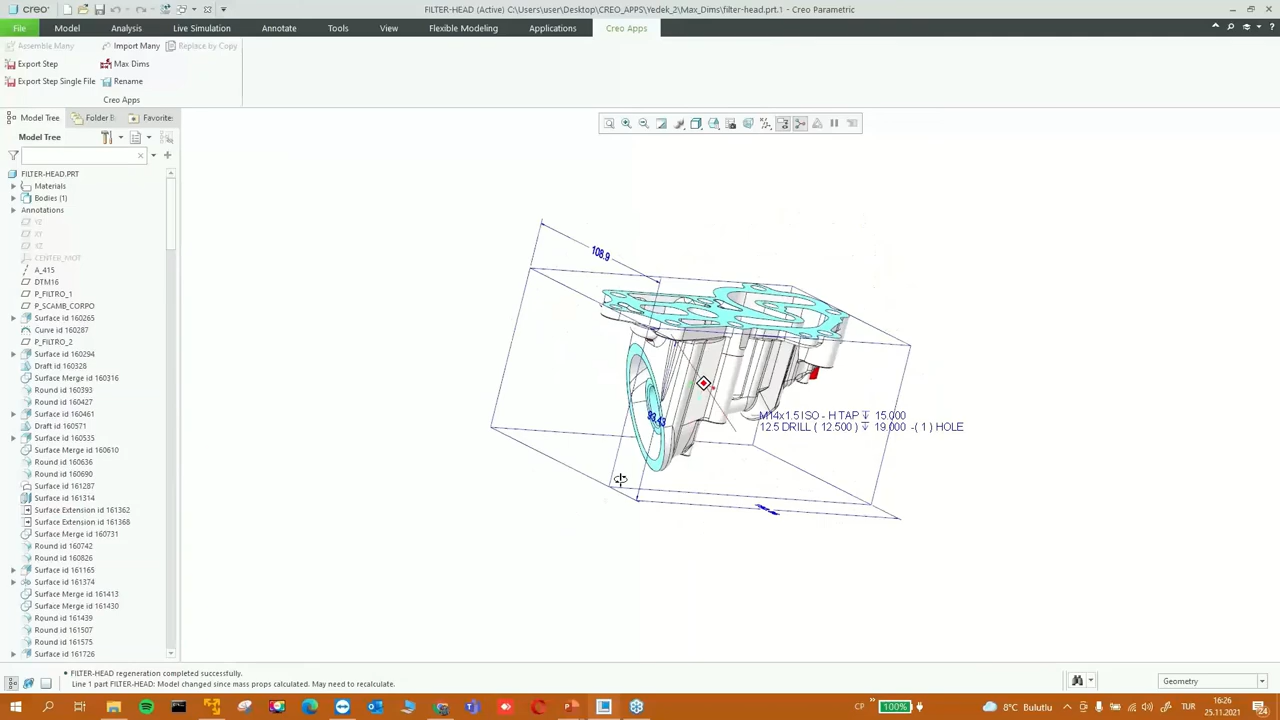 creo
FILTER-HEAD (Active) C:\Users\user\Desktop\CREO_APPS\Yedek_2\Max_Dims\filter-head.prt.1 - Creo Parametric
File Model Analysis Live Simulation Annotate Tools View Flexible Modeling Applications Creo Apps
Assemble Many Import Many Replace by Copy
Export Step Max Dims
Export Step Single File Rename
Creo Apps
Model Tree Folder B Favorite:
Model Tree
FILTER-HEAD.PRT
Materials
Bodies (1)
Annotations
YZ
XY
XZ
CENTER_MOT
A_415
DTM16
P_FILTRO_1
P_SCAMB_CORPO
Surface id 160265
Curve id 160287
P_FILTRO_2
Surface id 160294
Draft id 160328
Surface Merge id 160316
Round id 160393
Round id 160427
Surface id 160461
Draft id 160571
Surface id 160535
Surface Merge id 160610
Round id 160636
Round id 160690
Surface id 161287
Surface id 161314
Surface Extension id 161362
Surface Extension id 161368
Surface Merge id 160731
Round id 160742
Round id 160826
Surface id 161165
Surface id 161374
Surface Merge id 161413
Surface Merge id 161430
Round id 161439
Round id 161507
Round id 161575
Surface id 161726
108.9
M14x1.5 ISO - H TAP ↧ 15.000
12.5 DRILL ( 12.500 ) ↧ 19.000 -( 1 ) HOLE
• FILTER-HEAD regeneration completed successfully.
Line 1 part FILTER-HEAD: Model changed since mass props calculated. May need to recalculate.
Geometry
CP 100% 8°C Bulutlu TUR 16:26
25.11.2021
24